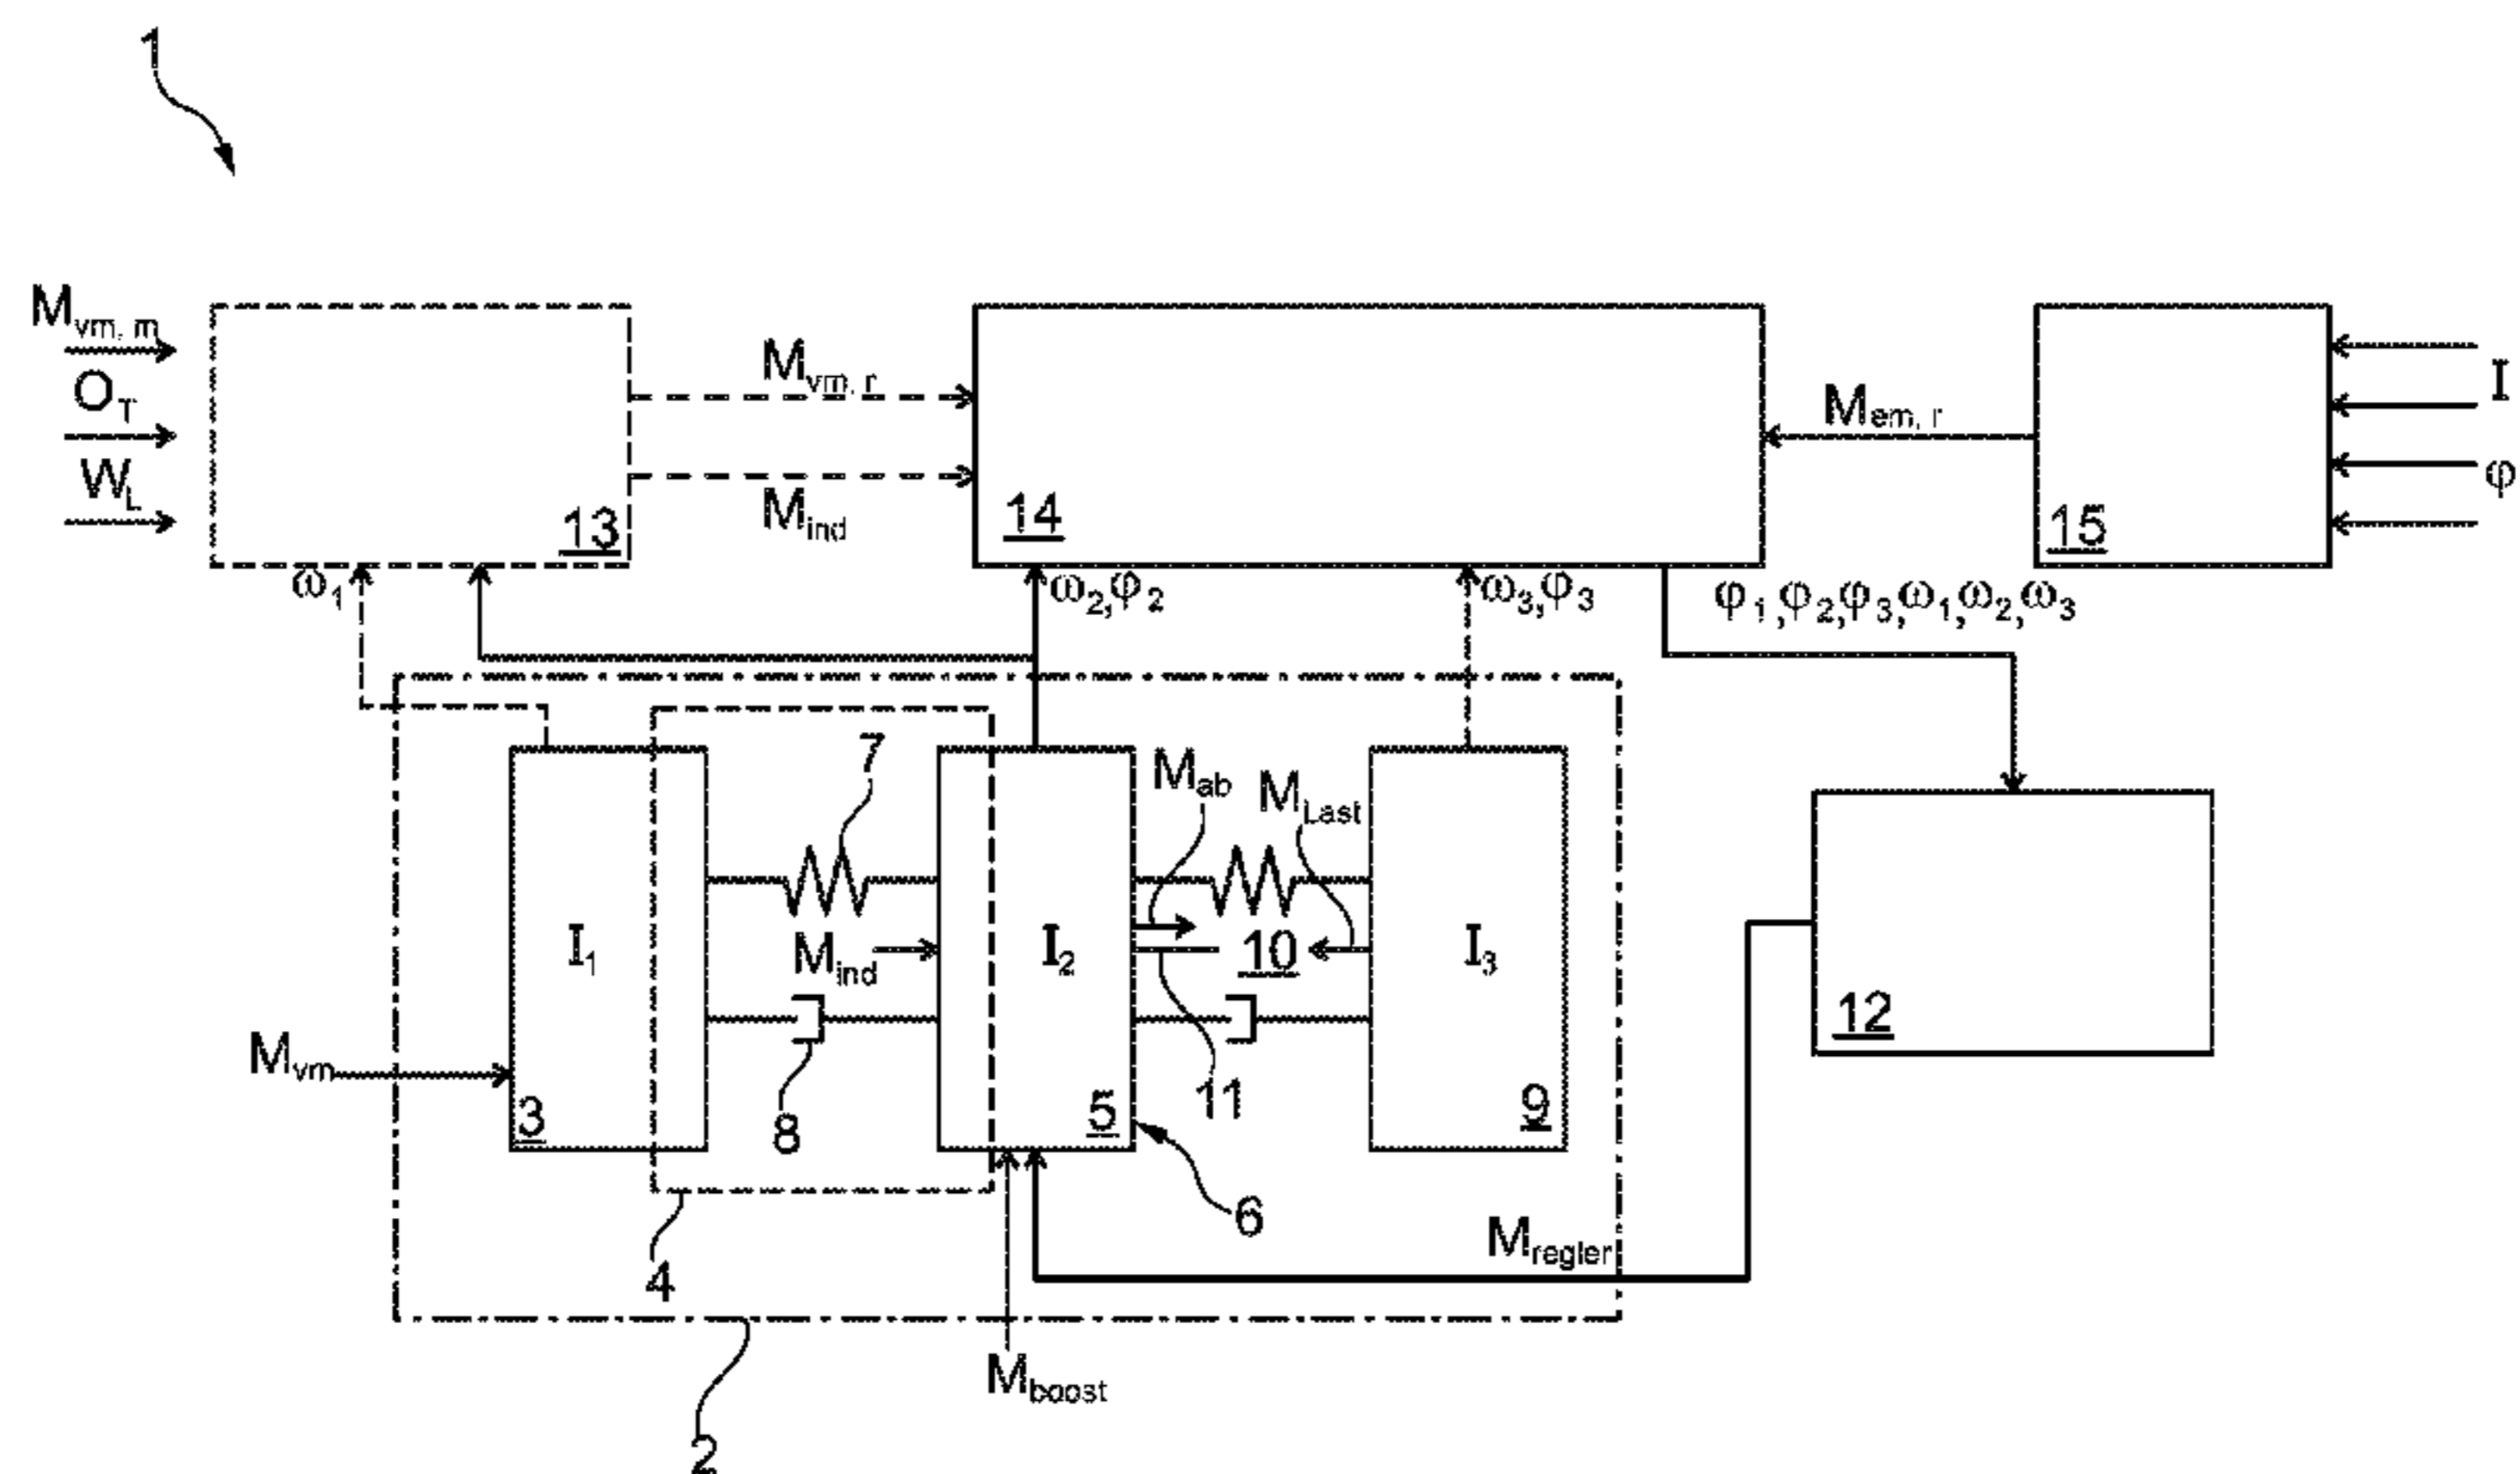 1
M_vm, m
O_T
W_L
13
M_vm, r
M_ind
14
M_em, r
15
I
φ
ω_1
ω_2,φ_2
ω_3,φ_3
φ_1,φ_2,φ_3,ω_1,ω_2,ω_3
7
M_ab
M_Last
I_1
M_ind
I_2
10
I_3
12
M_vm
3
8
5
11
9
6
4
M_regler
M_boost
2